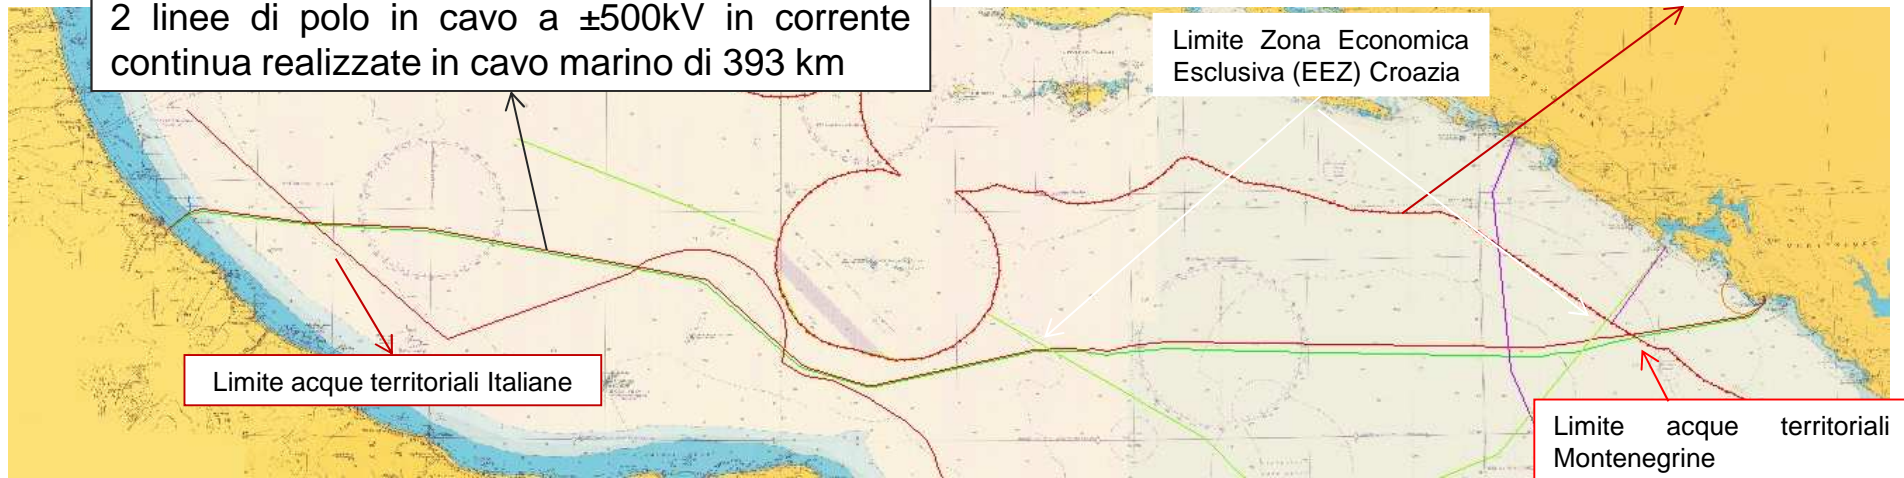 2 linee di polo in cavo a ±500kV in corrente
continua realizzate in cavo marino di 393 km
Limite Zona Economica
Esclusiva (EEZ) Croazia
Limite acque territoriali Italiane
Limite acque territoriali
Montenegrine